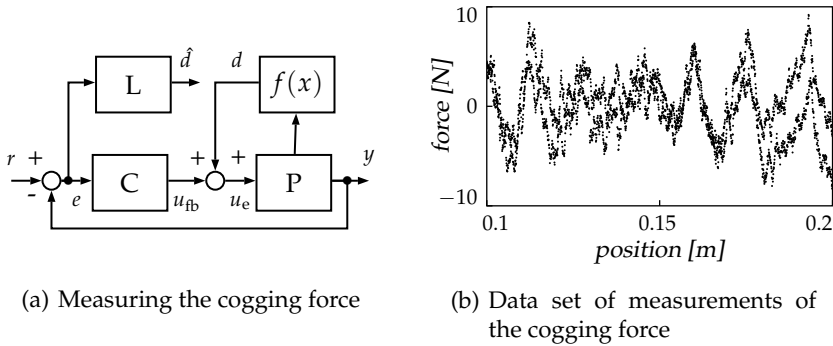 L
d̂
d
f(x)
r
+
-
e
C
u_fb
+
+
u_e
P
y
(a) Measuring the cogging force
10
0
−10
force [N]
0.1
0.15
0.2
position [m]
(b) Data set of measurements of
the cogging force